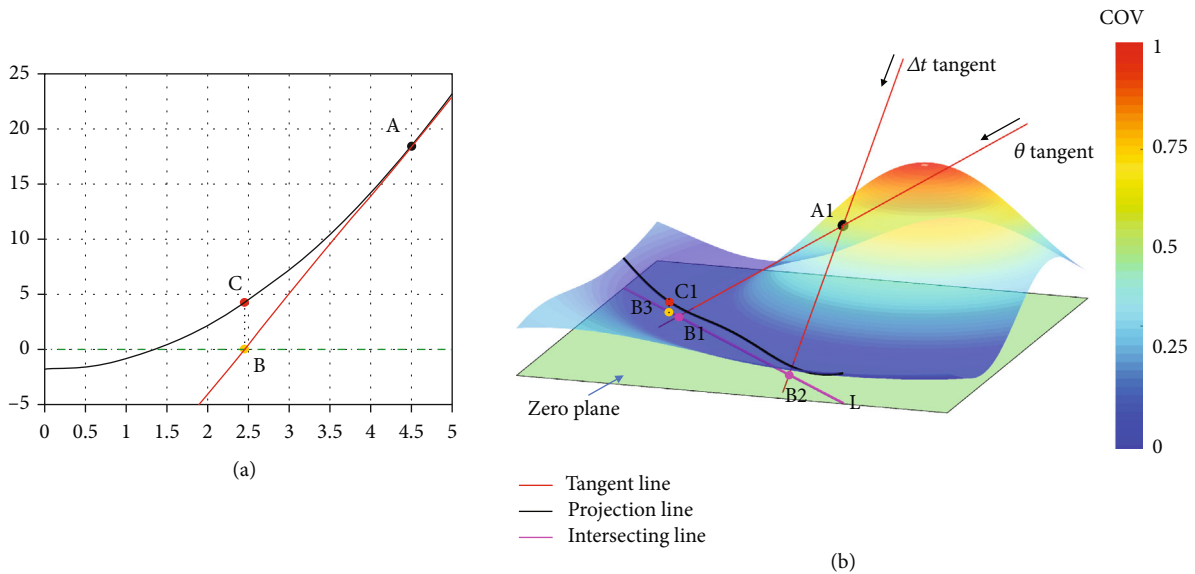 25
20
15
10
5
0
−5
0 0.5 1 1.5 2 2.5 3 3.5 4 4.5 5
A
C
B
(a)
COV
1
0.75
0.5
0.25
0
Δt tangent
θ tangent
A1
C1
B3
B1
B2
L
Zero plane
Tangent line
Projection line
Intersecting line
(b)